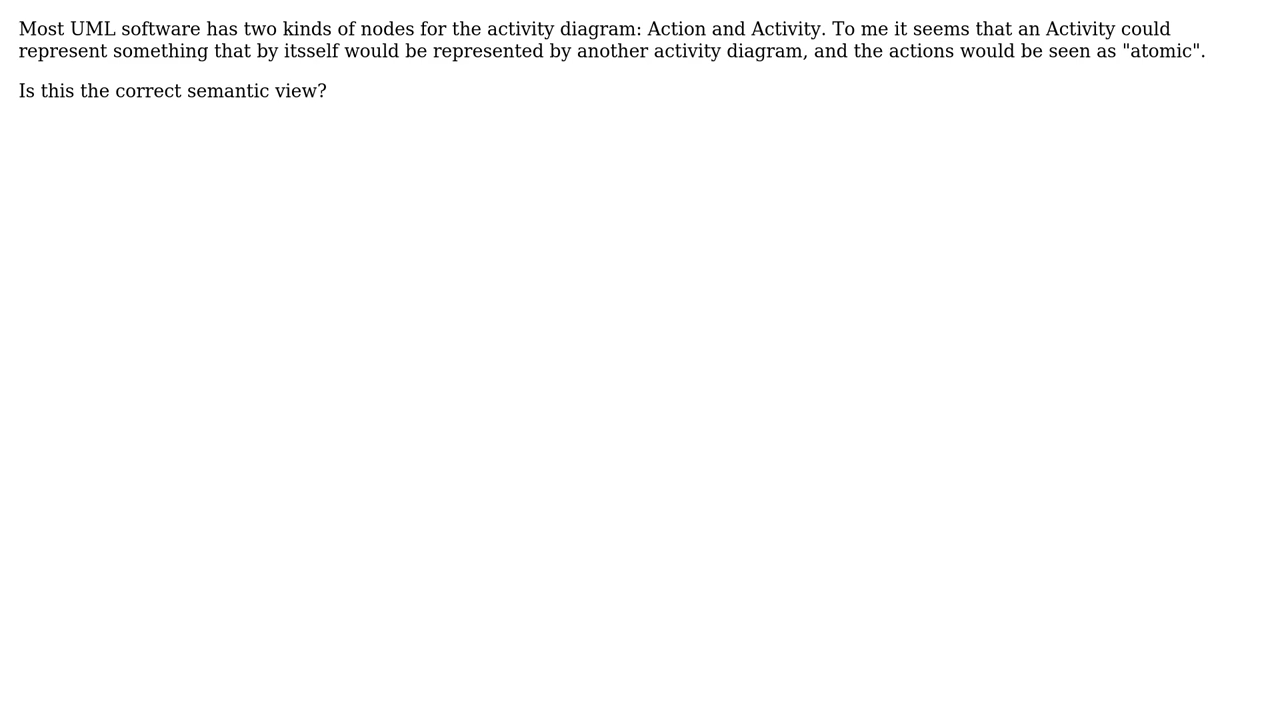 Most UML software has two kinds of nodes for the activity diagram: Action and Activity. To me it seems that an Activity could
represent something that by itsself would be represented by another activity diagram, and the actions would be seen as "atomic".
Is this the correct semantic view?